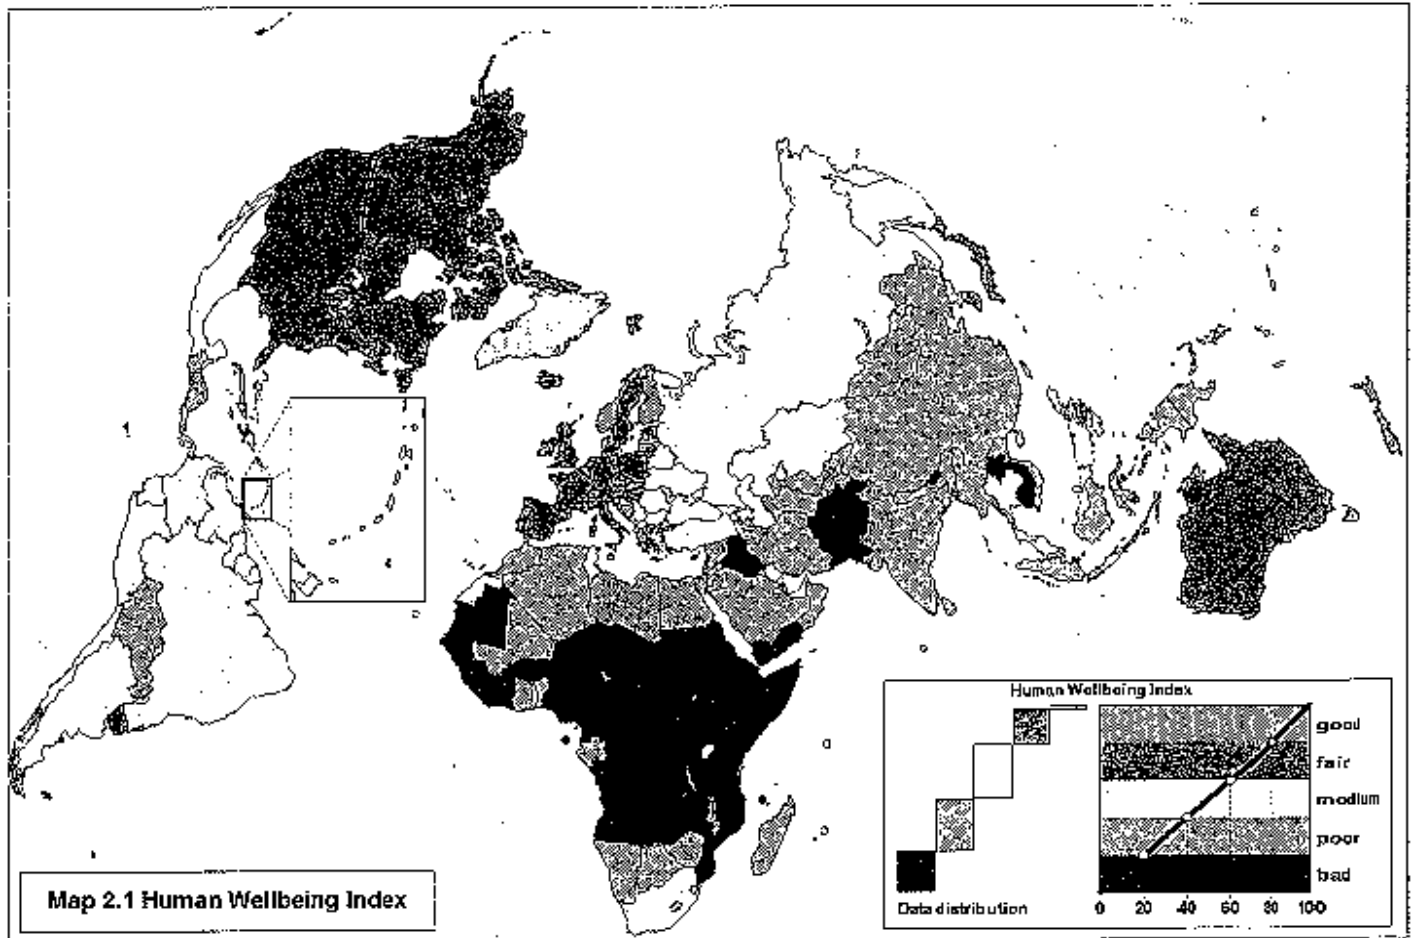 Human Wellbeing Index
good
fair
medium
poor
bad
Data distribution
0 20 40 60 80 100
Map 2.1 Human Wellbeing Index